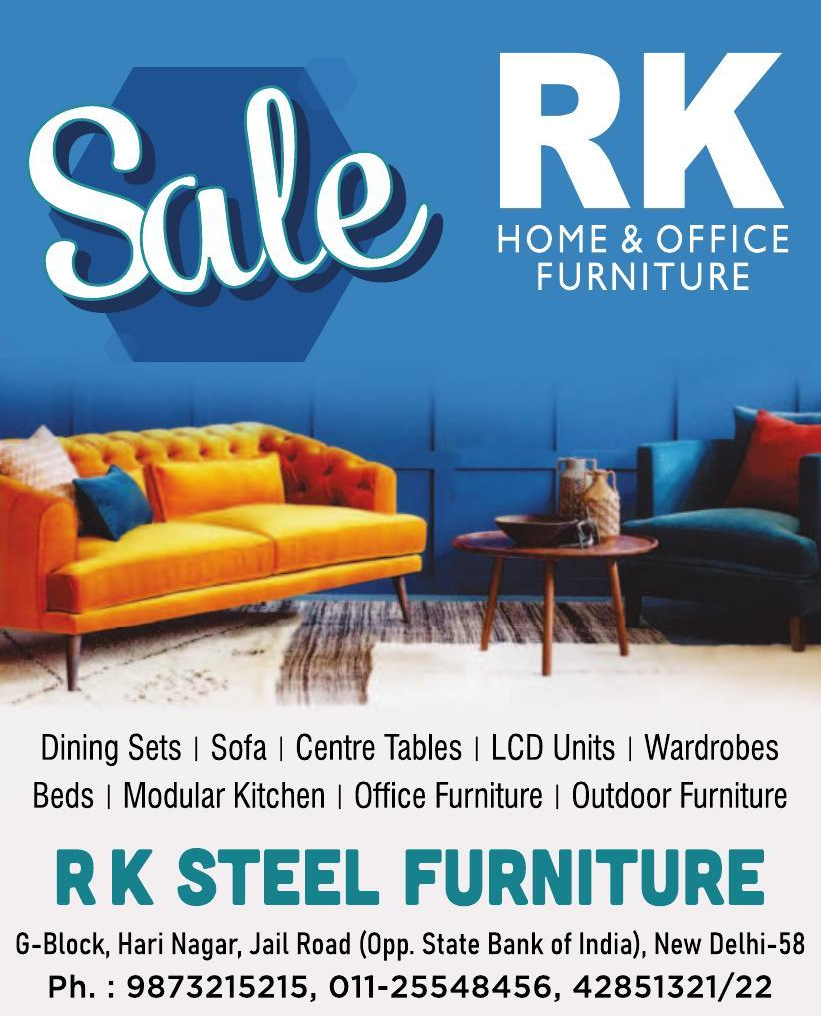 Sale
RK
HOME & OFFICE
FURNITURE
Dining Sets | Sofa | Centre Tables | LCD Units | Wardrobes
Beds | Modular Kitchen | Office Furniture | Outdoor Furniture
R K STEEL FURNITURE
G-Block, Hari Nagar, Jail Road (Opp. State Bank of India), New Delhi-58
Ph. : 9873215215, 011-25548456, 42851321/22